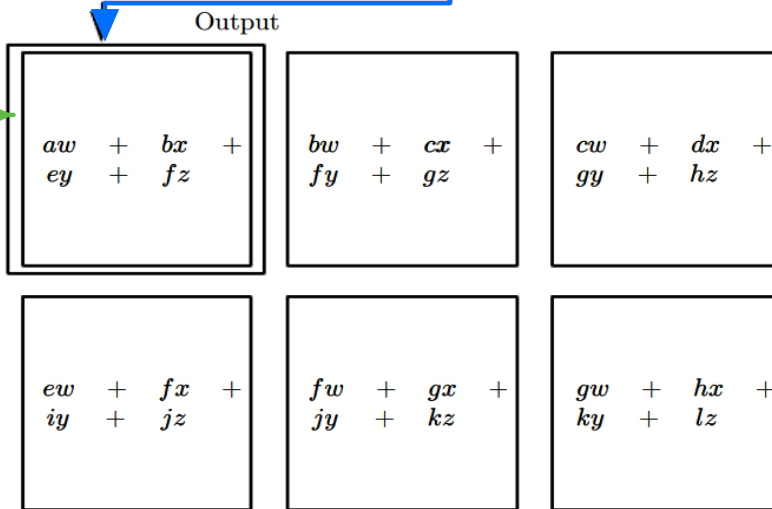 Output
aw + bx +
ey + fz
bw + cx +
fy + gz
cw + dx +
gy + hz
ew + fx +
iy + jz
fw + gx +
jy + kz
gw + hx +
ky + lz